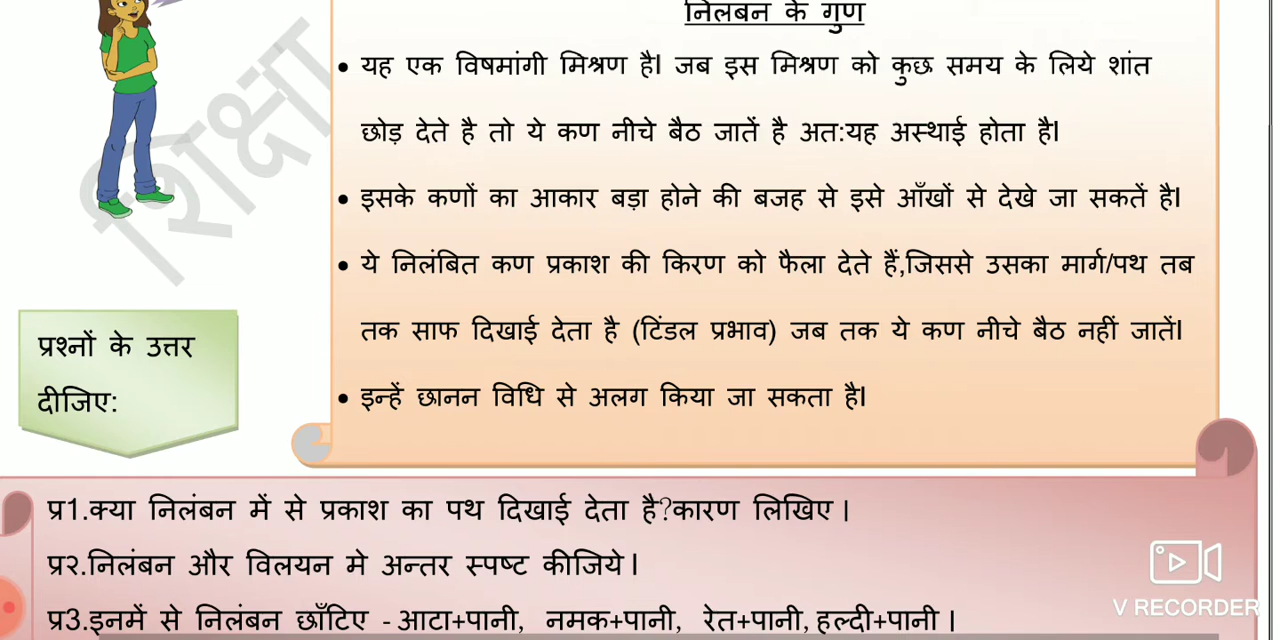 निलंबन के गुण
शिक्षा
• यह एक विषमांगी मिश्रण है। जब इस मिश्रण को कुछ समय के लिये शांत
छोड़ देते है तो ये कण नीचे बैठ जातें है अत:यह अस्थाई होता है।
• इसके कणों का आकार बड़ा होने की बजह से इसे आँखों से देखे जा सकतें है।
• ये निलंबित कण प्रकाश की किरण को फैला देते हैं,जिससे उसका मार्ग/पथ तब
तक साफ दिखाई देता है (टिंडल प्रभाव) जब तक ये कण नीचे बैठ नहीं जातें।
• इन्हें छानन विधि से अलग किया जा सकता है।
प्रश्नों के उत्तर
दीजिए:
प्र1.क्या निलंबन में से प्रकाश का पथ दिखाई देता है?कारण लिखिए ।
प्र२.निलंबन और विलयन मे अन्तर स्पष्ट कीजिये ।
प्र3.इनमें से निलंबन छाँटिए - आटा+पानी, नमक+पानी, रेत+पानी, हल्दी+पानी ।
V RECORDER